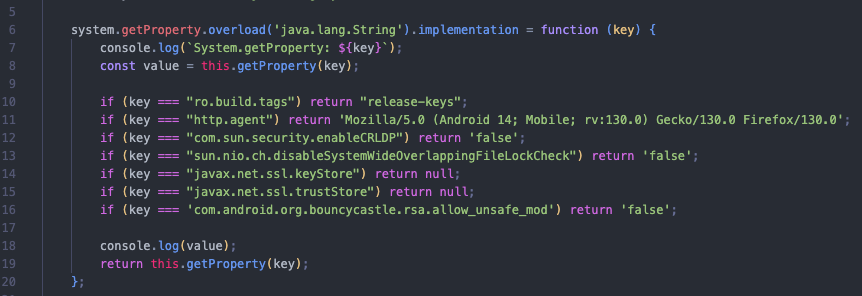 5
6 system.getProperty.overload('java.lang.String').implementation = function (key) {
7 console.log(`System.getProperty: ${key}`);
8 const value = this.getProperty(key);
9
10 if (key === "ro.build.tags") return "release-keys";
11 if (key === "http.agent") return 'Mozilla/5.0 (Android 14; Mobile; rv:130.0) Gecko/130.0 Firefox/130.0';
12 if (key === "com.sun.security.enableCRLDP") return 'false';
13 if (key === "sun.nio.ch.disableSystemWideOverlappingFileLockCheck") return 'false';
14 if (key === "javax.net.ssl.keyStore") return null;
15 if (key === "javax.net.ssl.trustStore") return null;
16 if (key === 'com.android.org.bouncycastle.rsa.allow_unsafe_mod') return 'false';
17
18 console.log(value);
19 return this.getProperty(key);
20 };